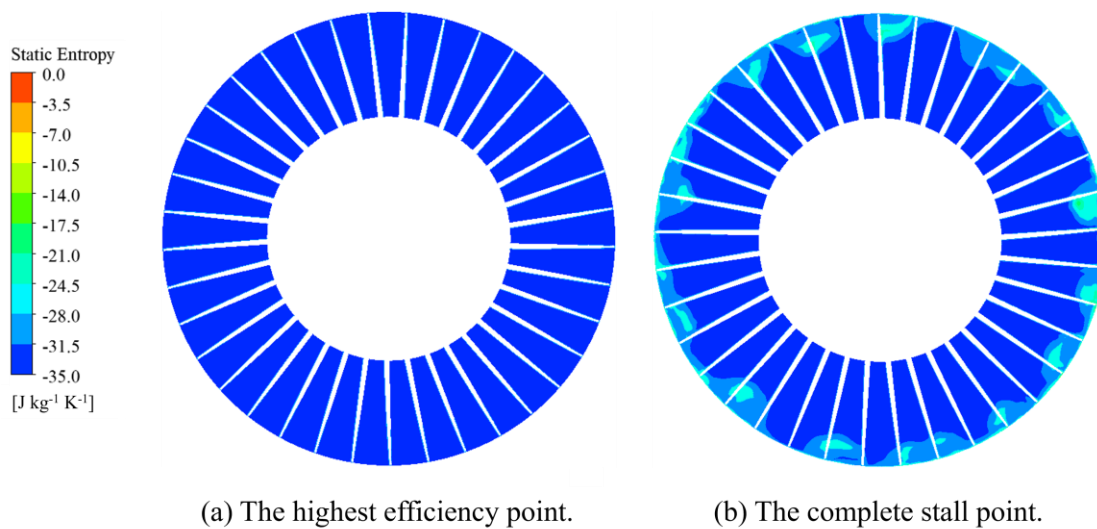 Static Entropy
0.0
-3.5
-7.0
-10.5
-14.0
-17.5
-21.0
-24.5
-28.0
-31.5
-35.0
[J kg⁻¹ K⁻¹]
(a) The highest efficiency point.
(b) The complete stall point.